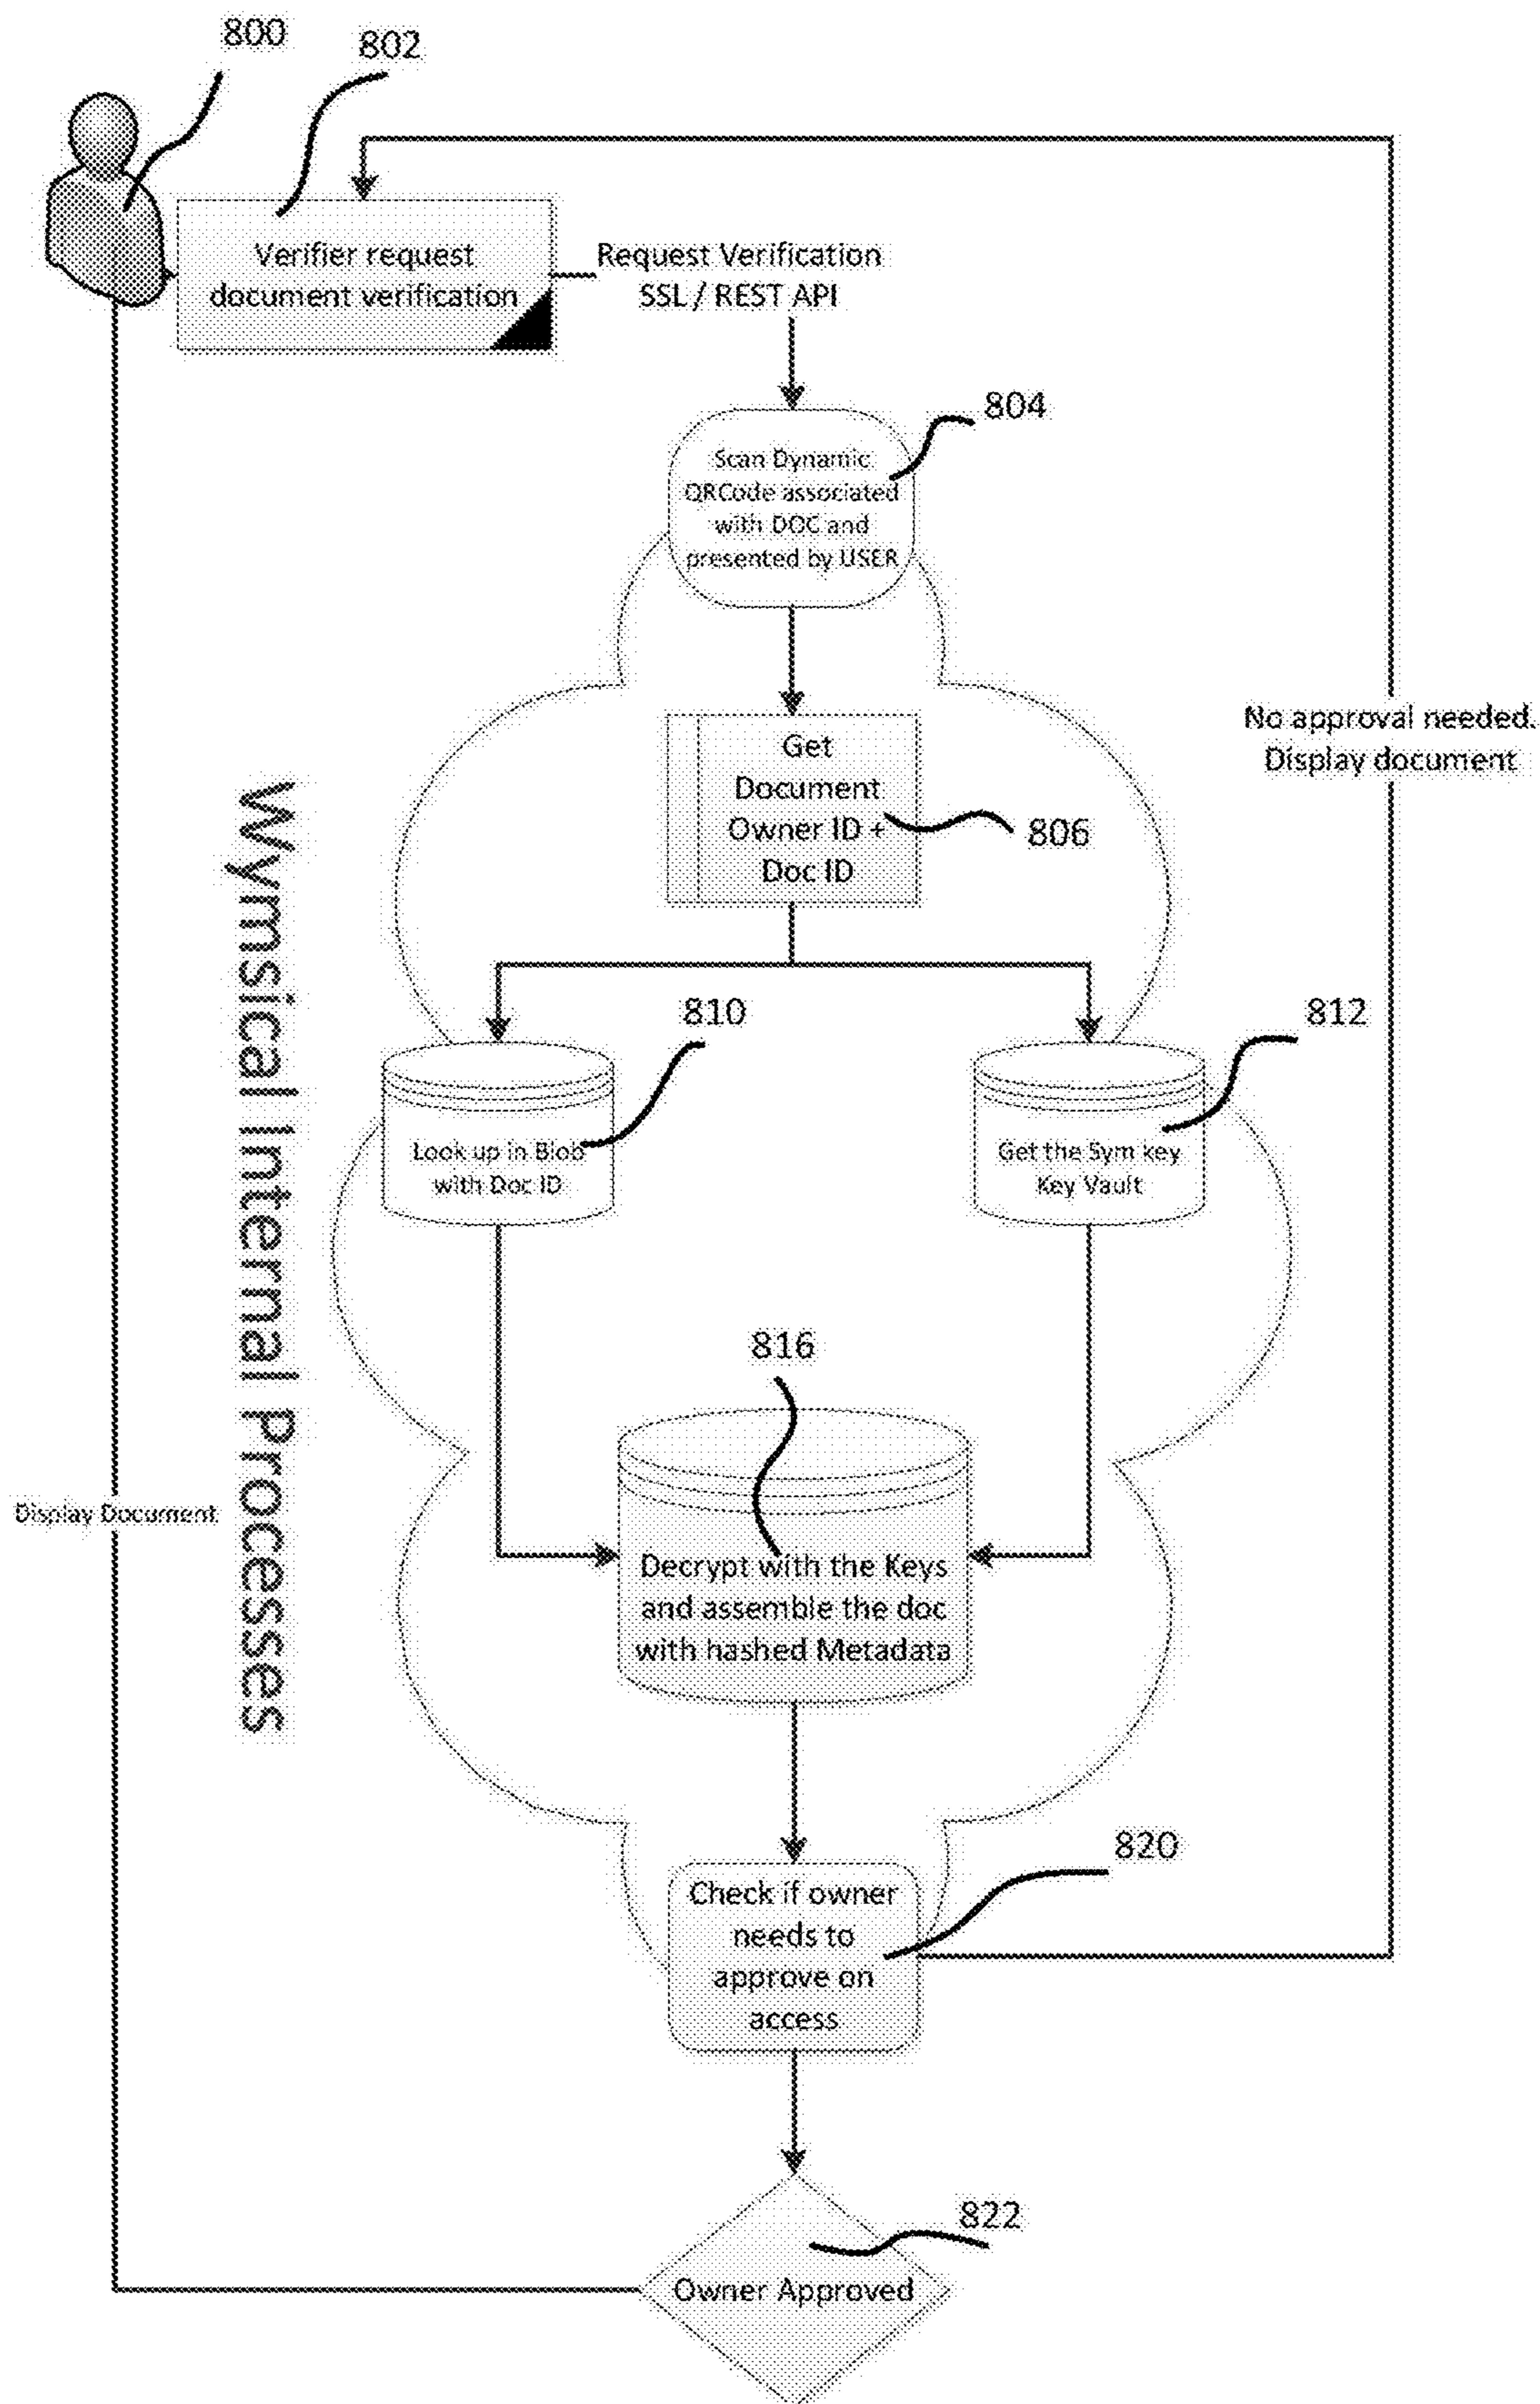 800
802
Verifier request
document verification
Request Verification
SSL / REST API
804
Scan Dynamic
QRCode associated
with DOC and
presented by USER
No approval needed.
Display document
Get
Document
Owner ID +
Doc ID
806
Wymsical Internal Processes
810
812
Look up in Blob
with Doc ID
Get the Sym key
Key Vault
816
Display Document
Decrypt with the Keys
and assemble the doc
with hashed Metadata
820
Check if owner
needs to
approve on
access
822
Owner Approved